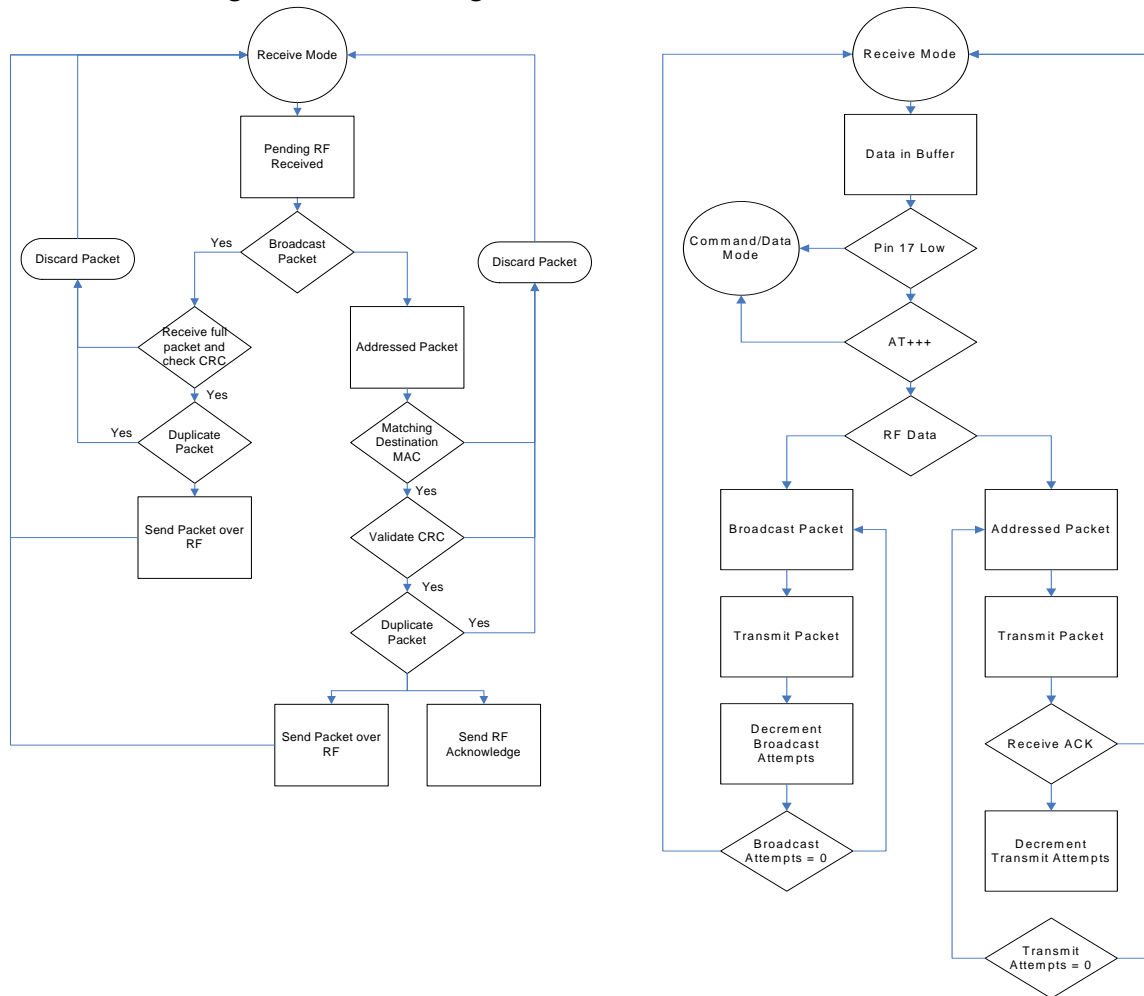 Receive Mode
Pending RF
Received
Yes
Broadcast
Packet
Discard Packet
Discard Packet
Receive full
packet and
check CRC
Addressed Packet
Yes
Yes
Duplicate
Packet
Matching
Destination
MAC
Yes
Send Packet over
RF
Validate CRC
Yes
Duplicate
Packet
Yes
Send Packet over
RF
Send RF
Acknowledge
Receive Mode
Data in Buffer
Command/Data
Mode
Pin 17 Low
AT+++
RF Data
Broadcast Packet
Addressed Packet
Transmit Packet
Transmit Packet
Decrement
Broadcast
Attempts
Receive ACK
Broadcast
Attempts = 0
Decrement
Transmit Attempts
Transmit
Attempts = 0